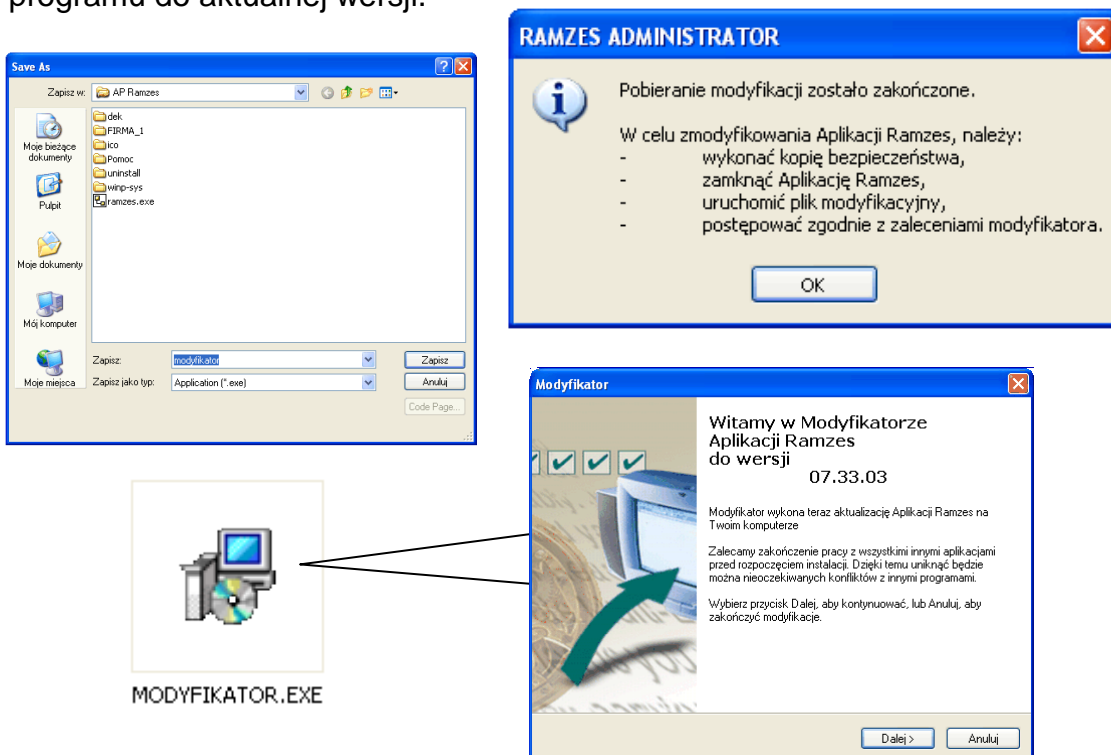 programu do aktualnej wersji.
Save As
Zapisz w:
AP Ramzes
Moje bieżące
dokumenty
Pulpit
Moje dokumenty
Mój komputer
Moje miejsca
dek
FIRMA_1
ico
Pomoc
uninstall
winp-sys
ramzes.exe
Zapisz:
modyfikator
Zapisz
Zapisz jako typ:
Application (*.exe)
Anuluj
Code Page...
RAMZES ADMINISTRATOR
Pobieranie modyfikacji zostało zakończone.
W celu zmodyfikowania Aplikacji Ramzes, należy:
- wykonać kopię bezpieczeństwa,
- zamknąć Aplikację Ramzes,
- uruchomić plik modyfikacyjny,
- postępować zgodnie z zaleceniami modyfikatora.
OK
MODYFIKATOR.EXE
Modyfikator
Witamy w Modyfikatorze
Aplikacji Ramzes
do wersji
07.33.03
Modyfikator wykona teraz aktualizację Aplikacji Ramzes na
Twoim komputerze
Zalecamy zakończenie pracy z wszystkimi innymi aplikacjami
przed rozpoczęciem instalacji. Dzięki temu uniknąć będzie
można nieoczekiwanych konfliktów z innymi programami.
Wybierz przycisk Dalej, aby kontynuować, lub Anuluj, aby
zakończyć modyfikacje.
Dalej >
Anuluj